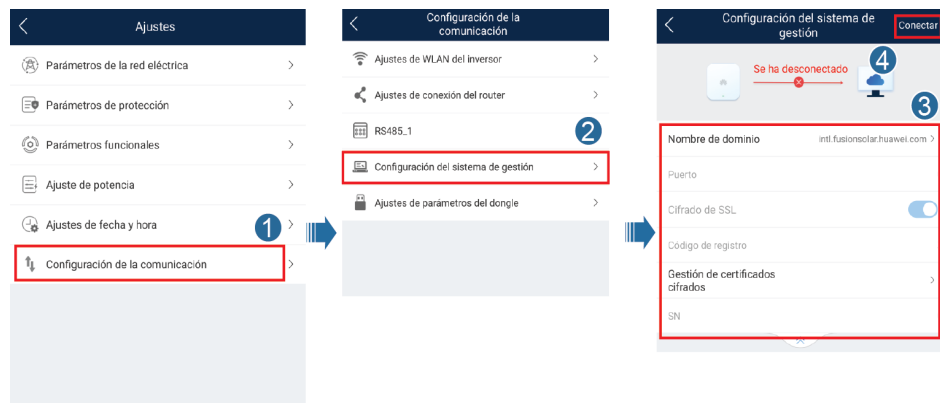 Ajustes
Parámetros de la red eléctrica
Parámetros de protección
Parámetros funcionales
Ajuste de potencia
Ajustes de fecha y hora
1
Configuración de la comunicación
Configuración de la
comunicación
Ajustes de WLAN del inversor
Ajustes de conexión del router
RS485_1
2
Configuración del sistema de gestión
Ajustes de parámetros del dongle
Configuración del sistema de
gestión
Conectar
4
Se ha desconectado
3
Nombre de dominio intl.fusionsolar.huawei.com
Puerto
Cifrado de SSL
Código de registro
Gestión de certificados
cifrados
SN